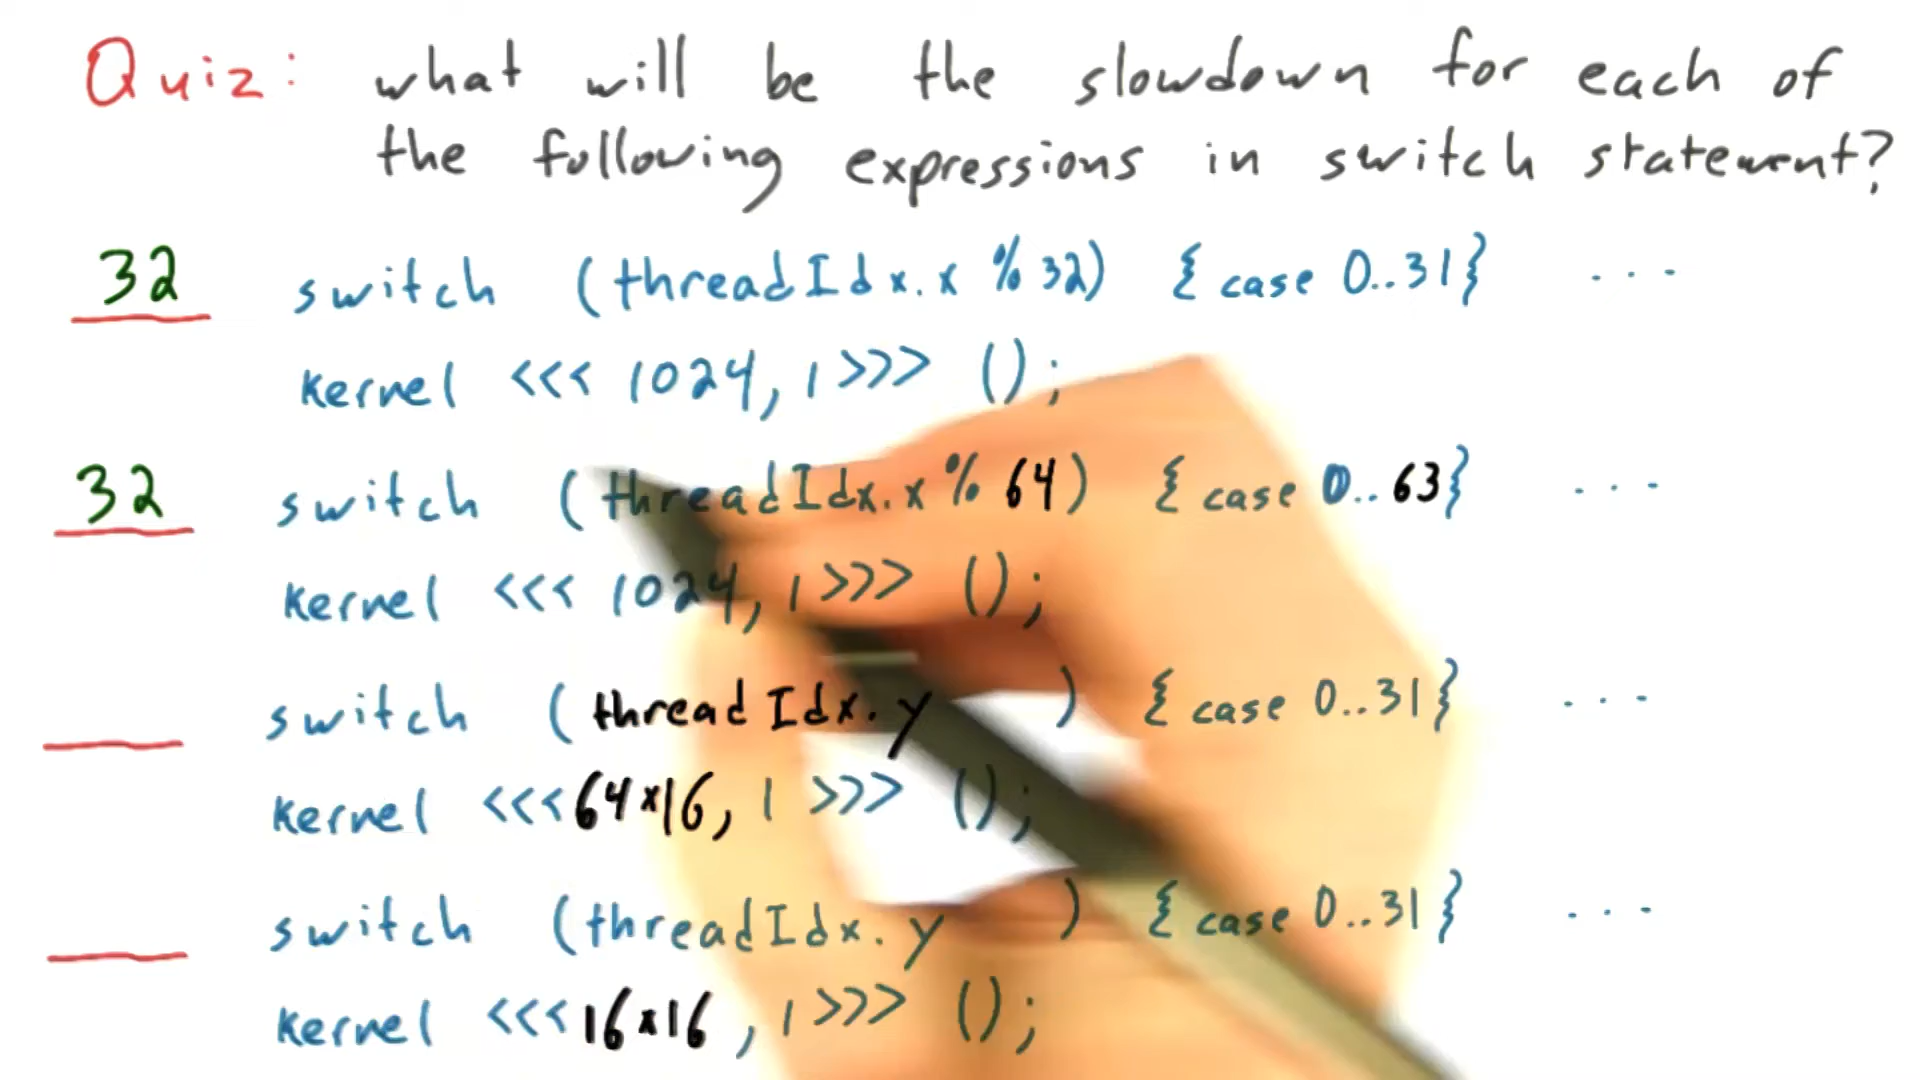 Quiz: what will be the slowdown for each of
the following expressions in switch statement?
32 switch (threadIdx.x % 32) { case 0..31} ...
kernel <<< 1024, 1 >>> ();
32 switch (threadIdx.x % 64) { case 0..63} ...
kernel <<< 1024, 1 >>> ();
switch (threadIdx.y ) { case 0..31} ...
kernel <<< 64x16, 1 >>> ();
switch (threadIdx.y ) { case 0..31} ...
kernel <<< 16x16, 1 >>> ();